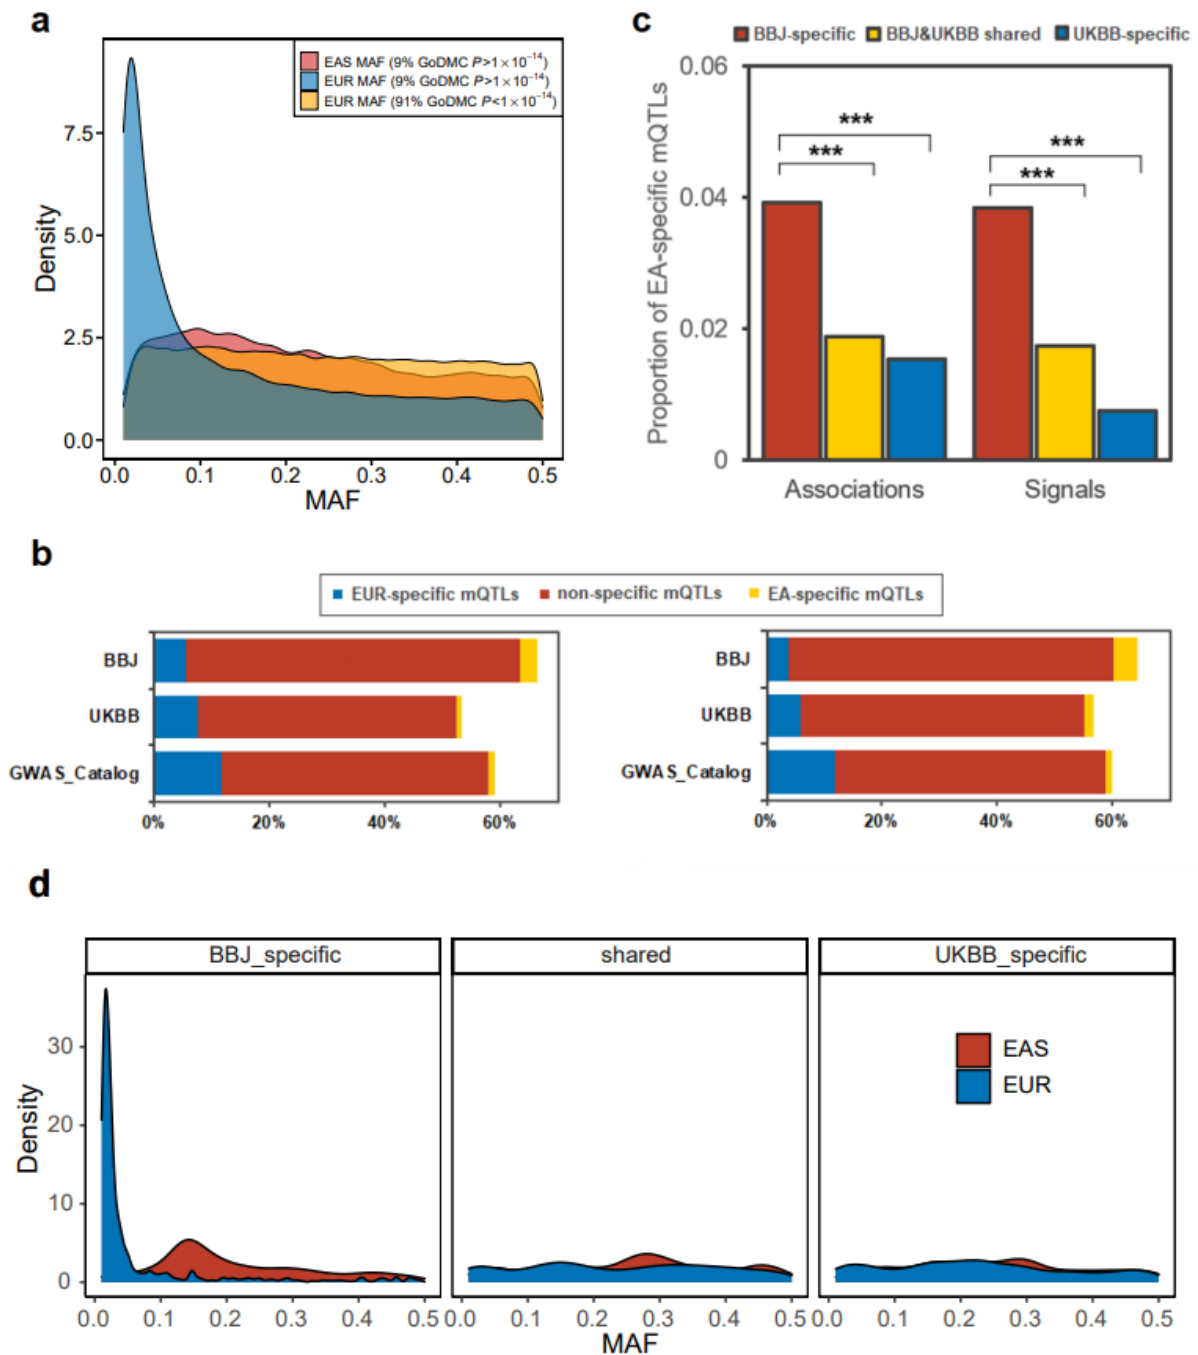 a
EAS MAF (9% GoDMC P>1×10⁻¹⁴)
EUR MAF (9% GoDMC P>1×10⁻¹⁴)
EUR MAF (91% GoDMC P<1×10⁻¹⁴)
Density
7.5
5.0
2.5
0.0
0.0 0.1 0.2 0.3 0.4 0.5
MAF
c
BBJ-specific BBJ&UKBB shared UKBB-specific
Proportion of EA-specific mQTLs
0.06
0.04
0.02
0
***
***
***
***
Associations Signals
b
EUR-specific mQTLs non-specific mQTLs EA-specific mQTLs
BBJ
UKBB
GWAS_Catalog
0% 20% 40% 60%
BBJ
UKBB
GWAS_Catalog
0% 20% 40% 60%
d
BBJ_specific shared UKBB_specific
EAS
EUR
Density
30
20
10
0
0.0 0.1 0.2 0.3 0.4 0.5 0.0 0.1 0.2 0.3 0.4 0.5 0.0 0.1 0.2 0.3 0.4 0.5
MAF